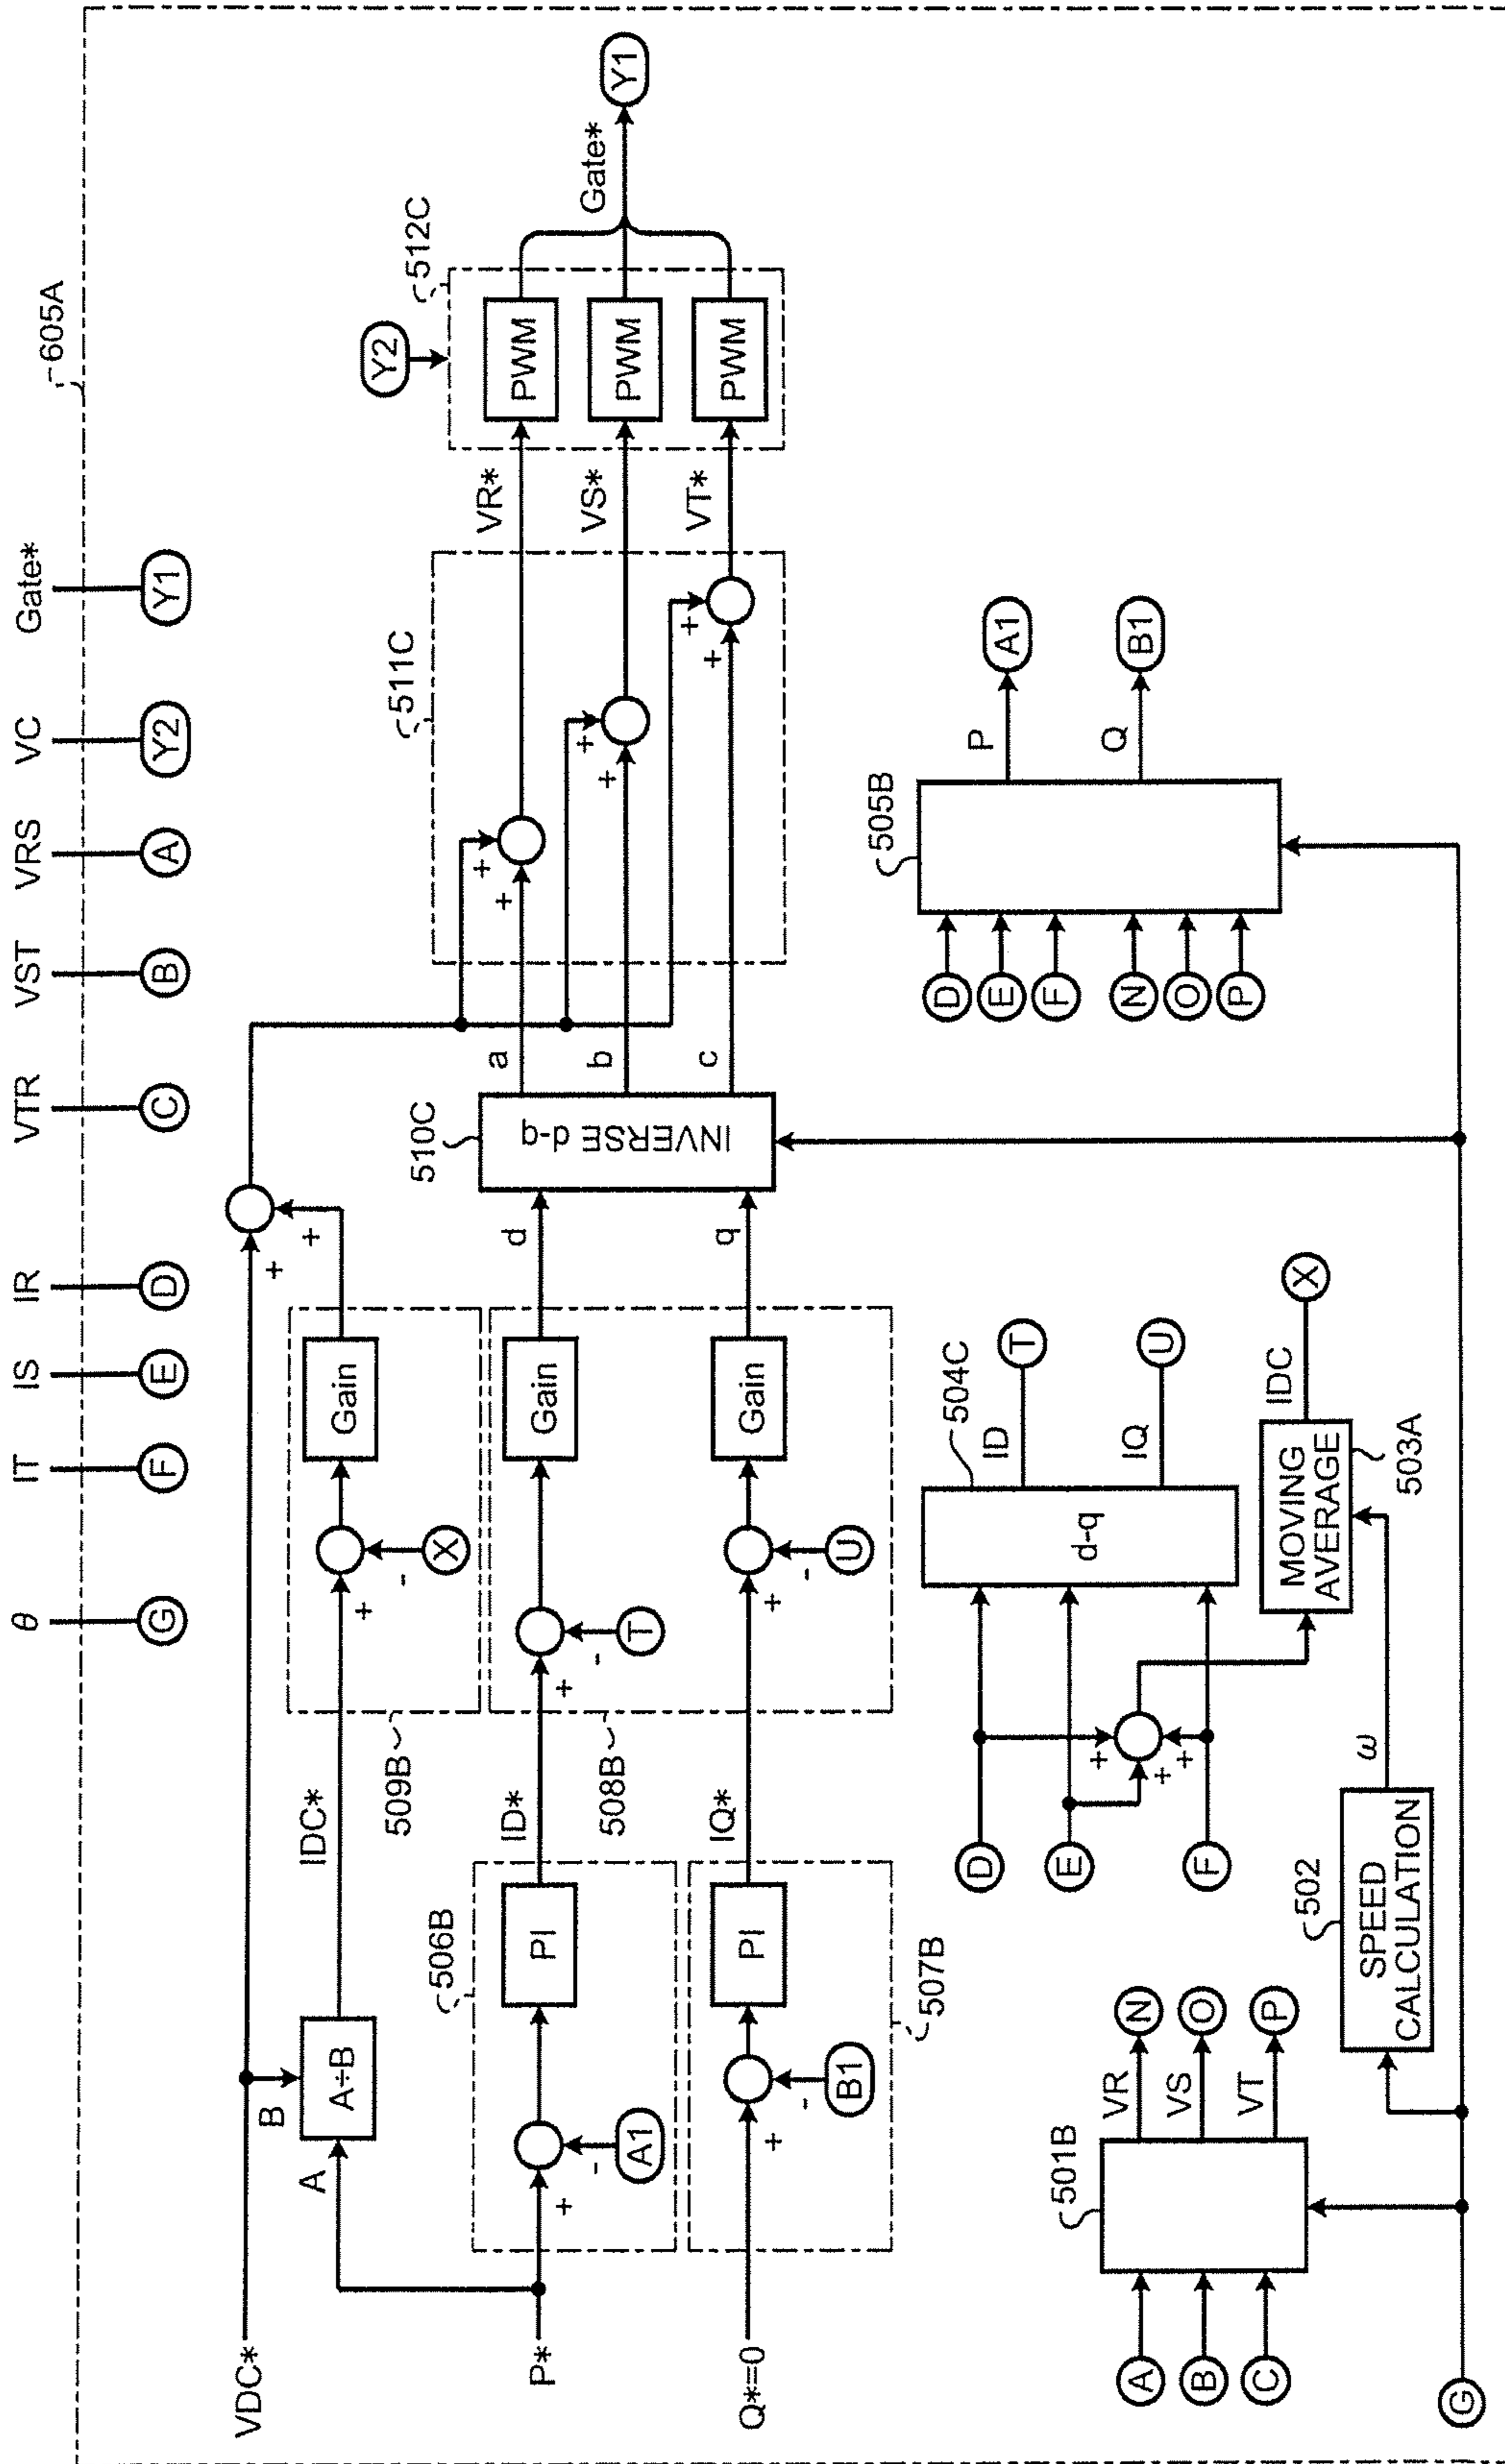 605A
θ
IT
IS
IR
VTR
VST
VRS
VC
Gate*
G
F
E
D
C
B
A
Y2
Y1
VDC*
B
A
A÷B
IDC*
+
-
X
Gain
509B
+
+
P*
+
-
A1
506B
PI
ID*
+
-
T
508B
Gain
d
Q*=0
+
-
B1
507B
PI
IQ*
+
-
U
Gain
q
510C
INVERSE d-q
a
b
c
511C
+
+
+
+
+
+
VR*
VS*
VT*
Y2
512C
PWM
PWM
PWM
Gate*
Y1
A
B
C
501B
VR
VS
VT
N
O
P
D
E
F
+
+
+
504C
d-q
ID
IQ
T
U
502
SPEED
CALCULATION
ω
MOVING
AVERAGE
503A
IDC
X
D
E
F
N
O
P
505B
P
Q
A1
B1
G